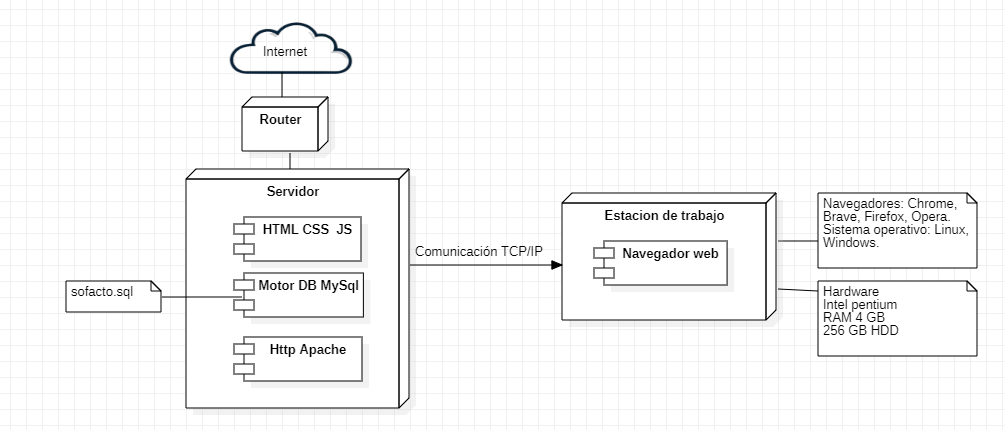 Internet
Router
Servidor
HTML CSS JS
Motor DB MySql
sofacto.sql
Http Apache
Comunicación TCP/IP
Estacion de trabajo
Navegador web
Navegadores: Chrome,
Brave, Firefox, Opera.
Sistema operativo: Linux,
Windows.
Hardware
Intel pentium
RAM 4 GB
256 GB HDD